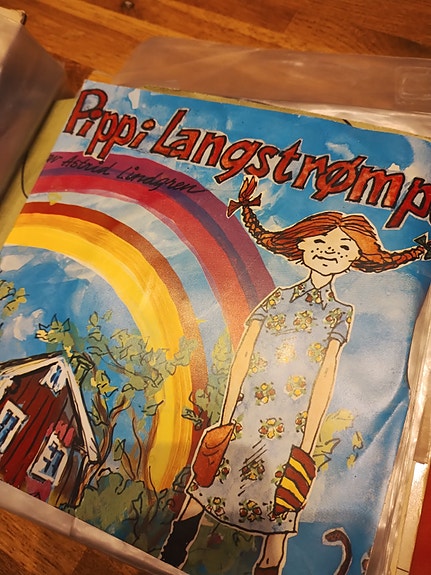 Pippi Langstrømp
av Astrid Lindgren